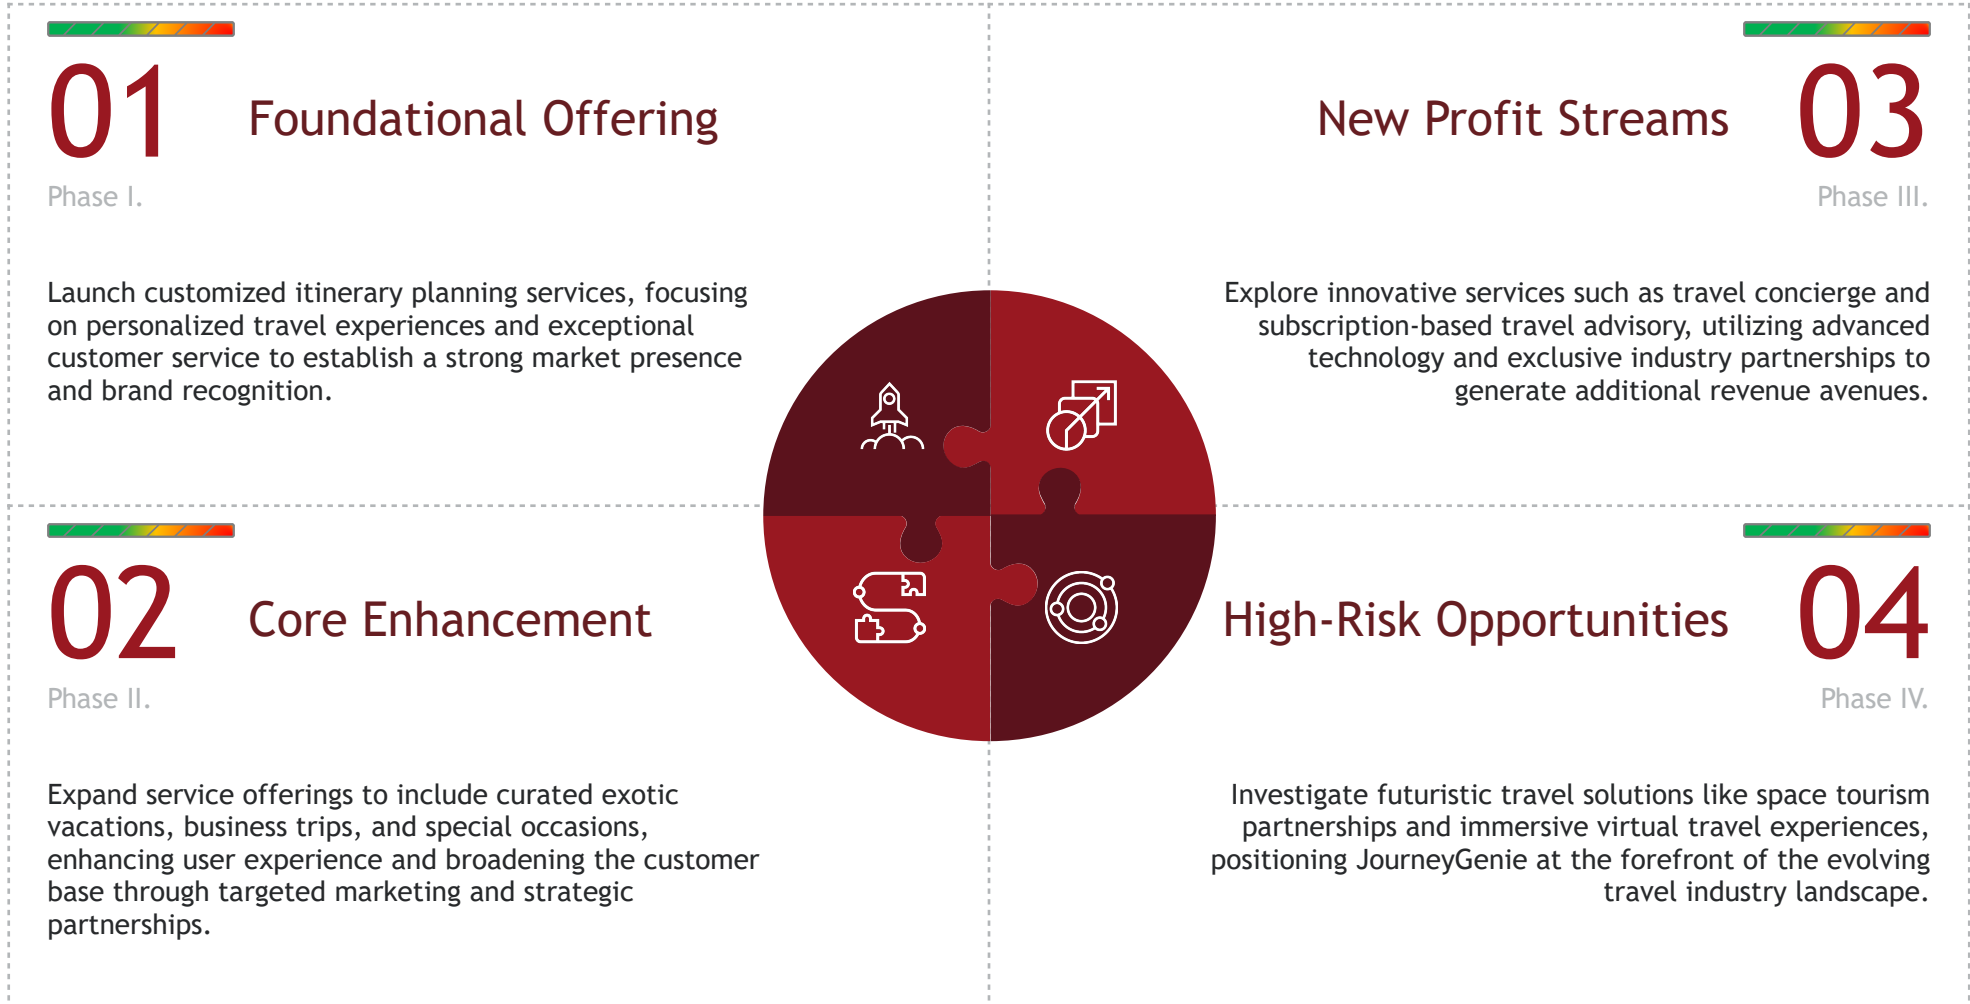 01
Foundational Offering
Phase I.
Launch customized itinerary planning services, focusing
on personalized travel experiences and exceptional
customer service to establish a strong market presence
and brand recognition.
02
Core Enhancement
Phase II.
Expand service offerings to include curated exotic
vacations, business trips, and special occasions,
enhancing user experience and broadening the customer
base through targeted marketing and strategic
partnerships.
New Profit Streams
03
Phase III.
Explore innovative services such as travel concierge and
subscription-based travel advisory, utilizing advanced
technology and exclusive industry partnerships to
generate additional revenue avenues.
High-Risk Opportunities
04
Phase IV.
Investigate futuristic travel solutions like space tourism
partnerships and immersive virtual travel experiences,
positioning JourneyGenie at the forefront of the evolving
travel industry landscape.